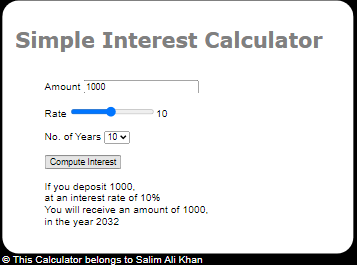 Simple Interest Calculator
Amount 1000
Rate 10
No. of Years 10
Compute Interest
If you deposit 1000,
at an interest rate of 10%
You will receive an amount of 1000,
in the year 2032
© This Calculator belongs to Salim Ali Khan